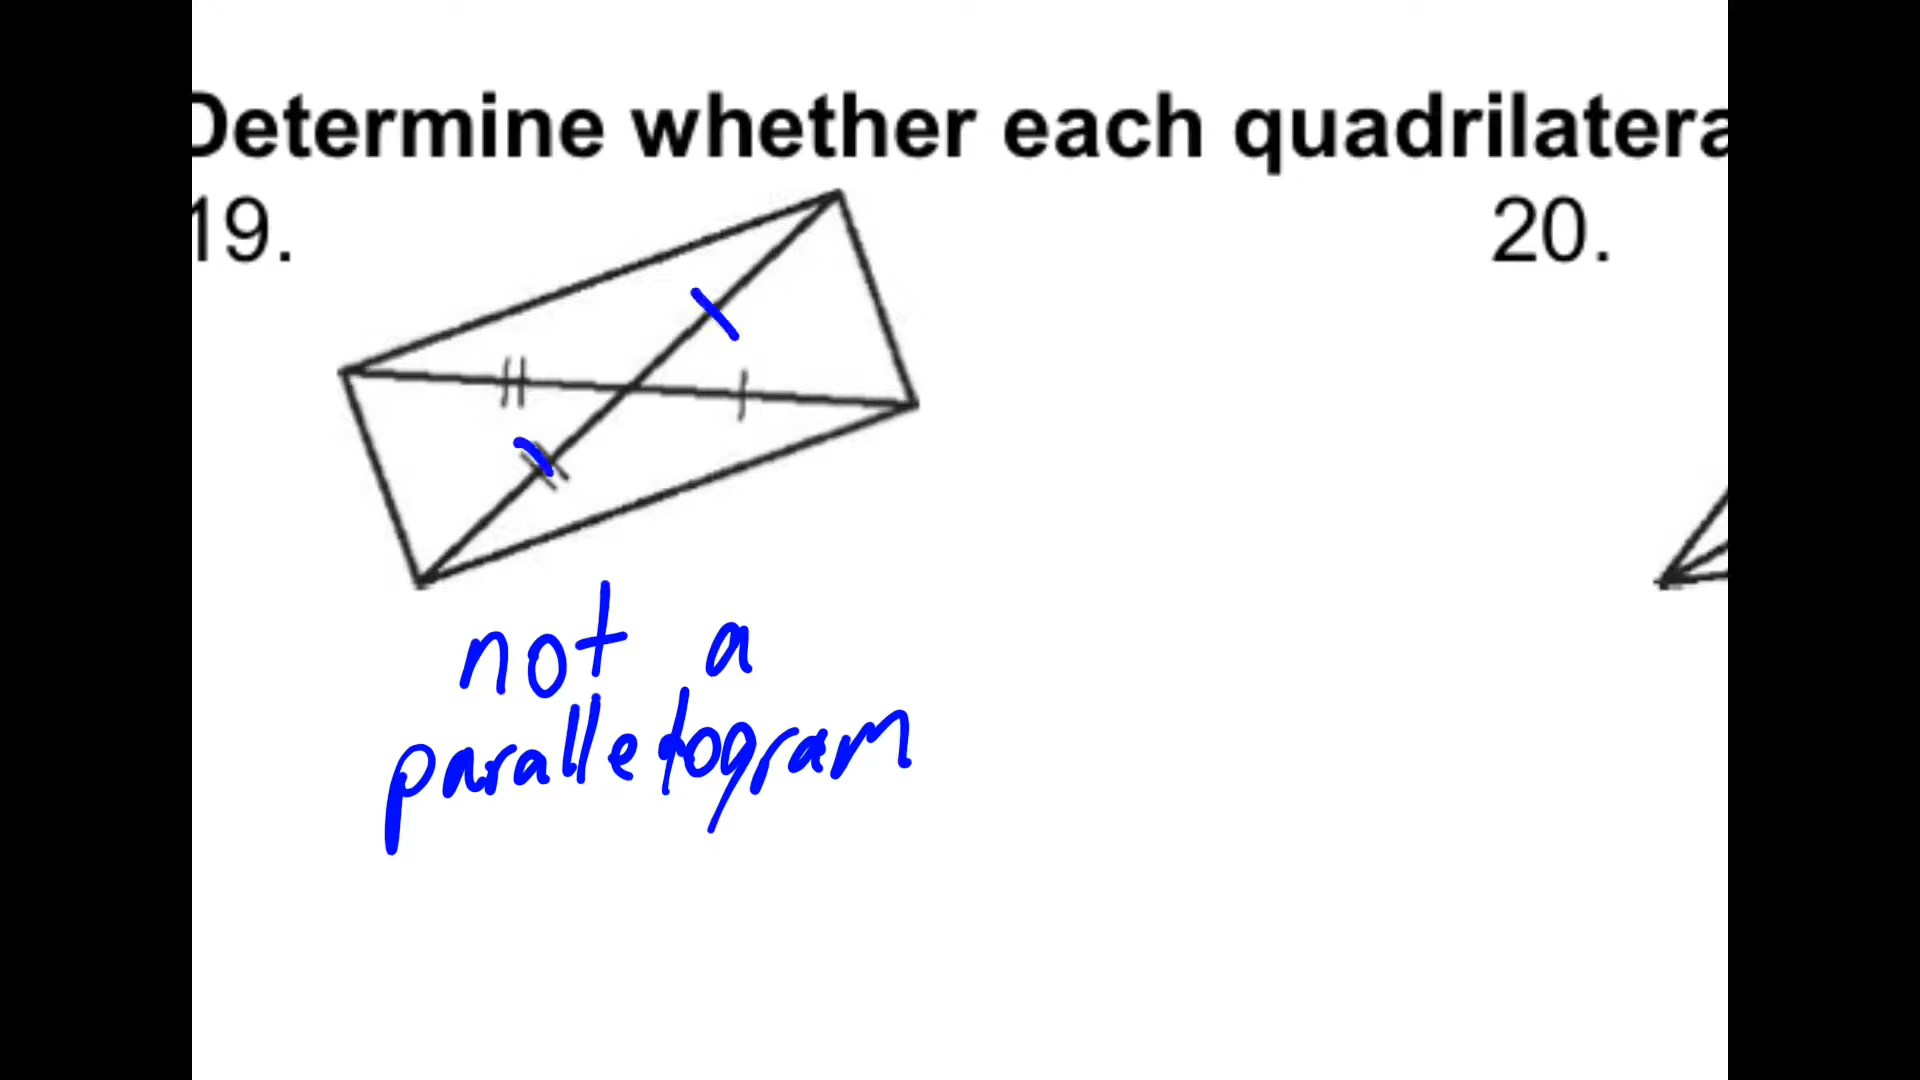 Determine whether each quadrilatera
19.
20.
not a
parallelogram